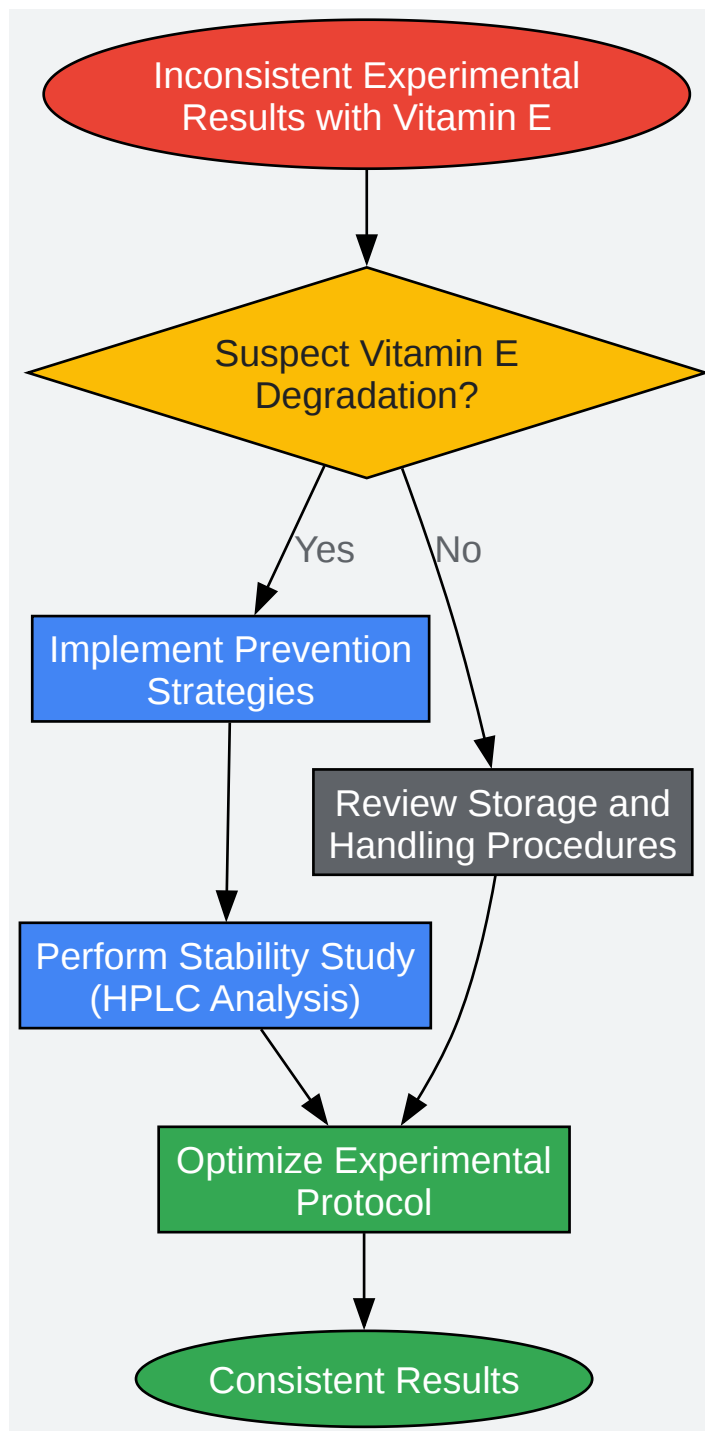 Inconsistent Experimental
Results with Vitamin E
Suspect Vitamin E
Degradation?
Yes
No
Implement Prevention
Strategies
Review Storage and
Handling Procedures
Perform Stability Study
(HPLC Analysis)
Optimize Experimental
Protocol
Consistent Results